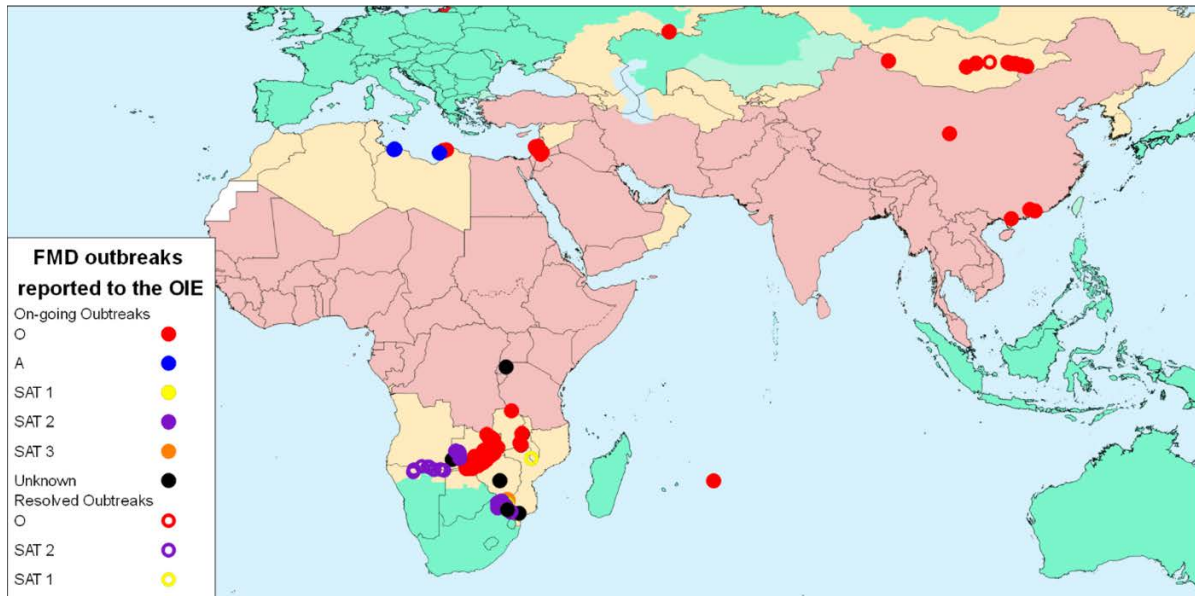 FMD outbreaks
reported to the OIE
On-going Outbreaks
O
A
SAT 1
SAT 2
SAT 3
Unknown
Resolved Outbreaks
O
SAT 2
SAT 1